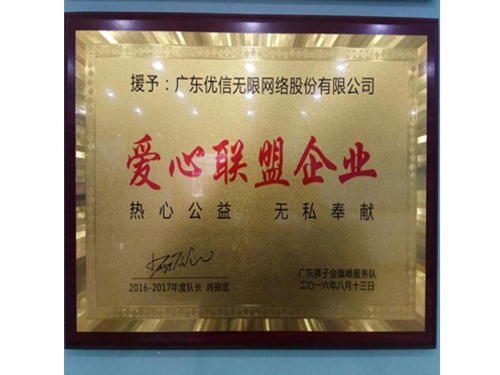 援予：广东优信无限网络股份有限公司
爱心联盟企业
热心公益 无私奉献
2016-2017年度队长 肖振武
广东狮子会旗峰服务队
二〇一六年八月十三日